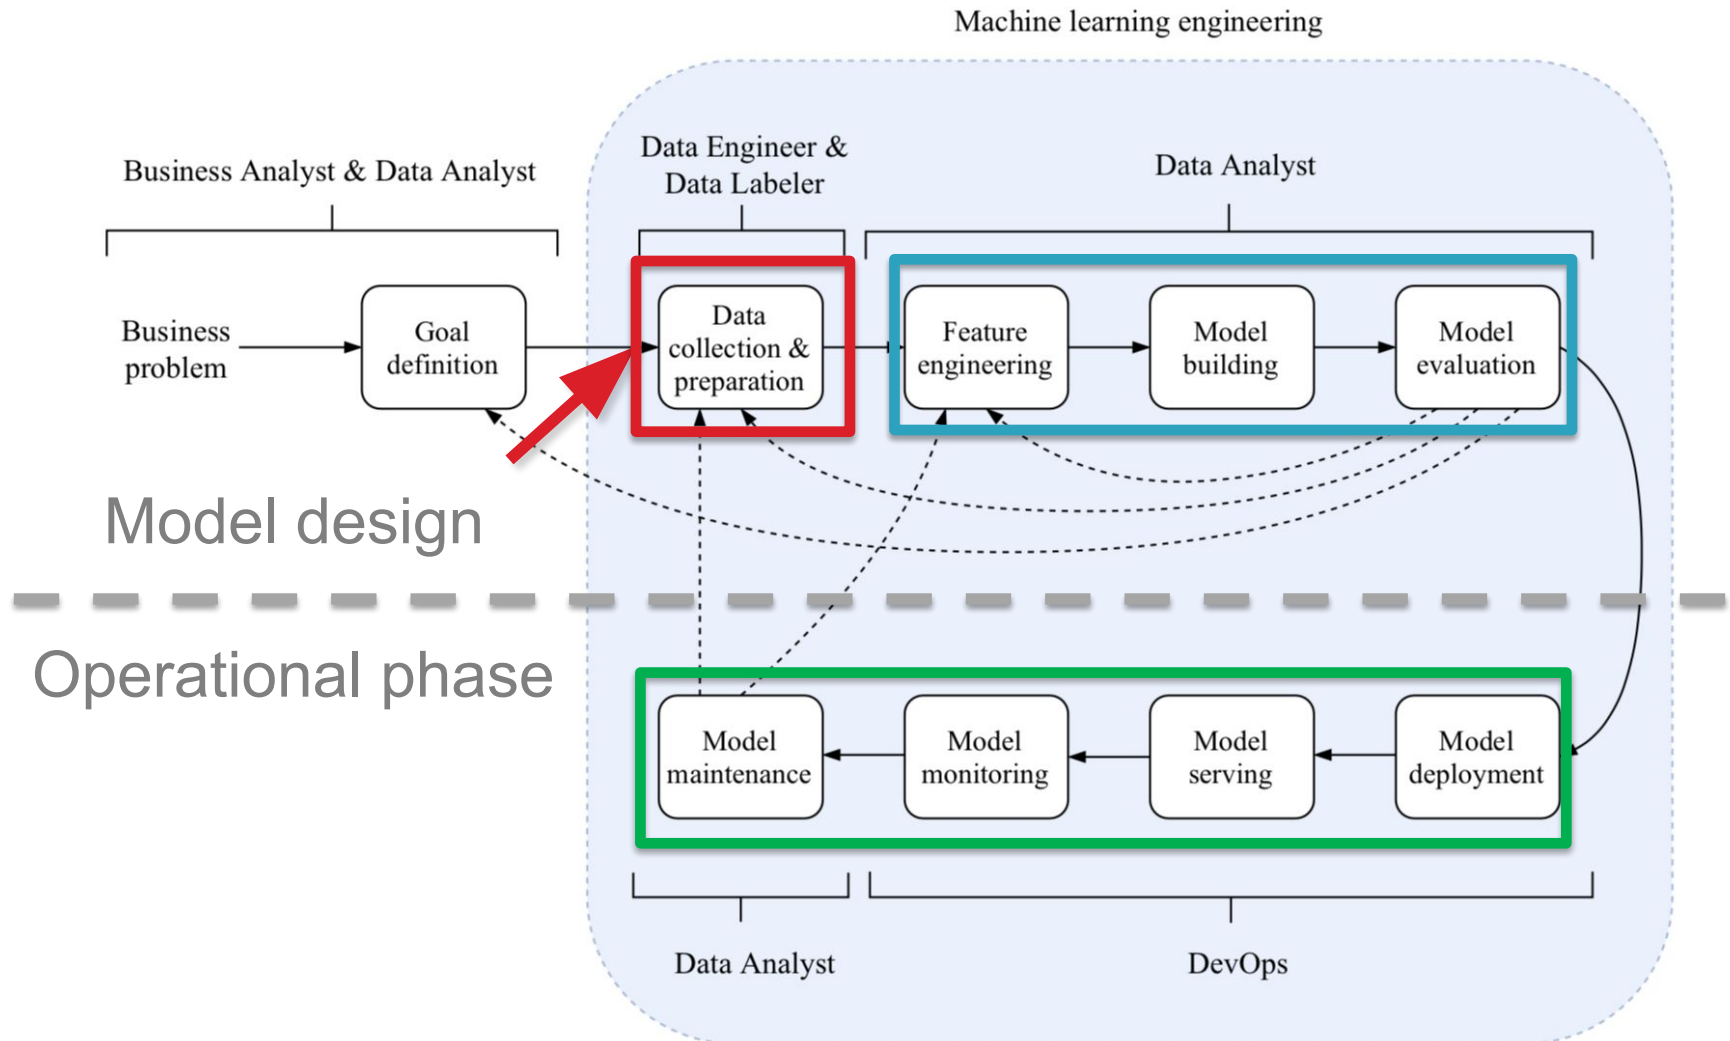 Machine learning engineering
Business Analyst & Data Analyst
Data Engineer &
Data Labeler
Data Analyst
Business
problem
Goal
definition
Data
collection &
preparation
Feature
engineering
Model
building
Model
evaluation
Model design
Operational phase
Model
maintenance
Model
monitoring
Model
serving
Model
deployment
Data Analyst
DevOps